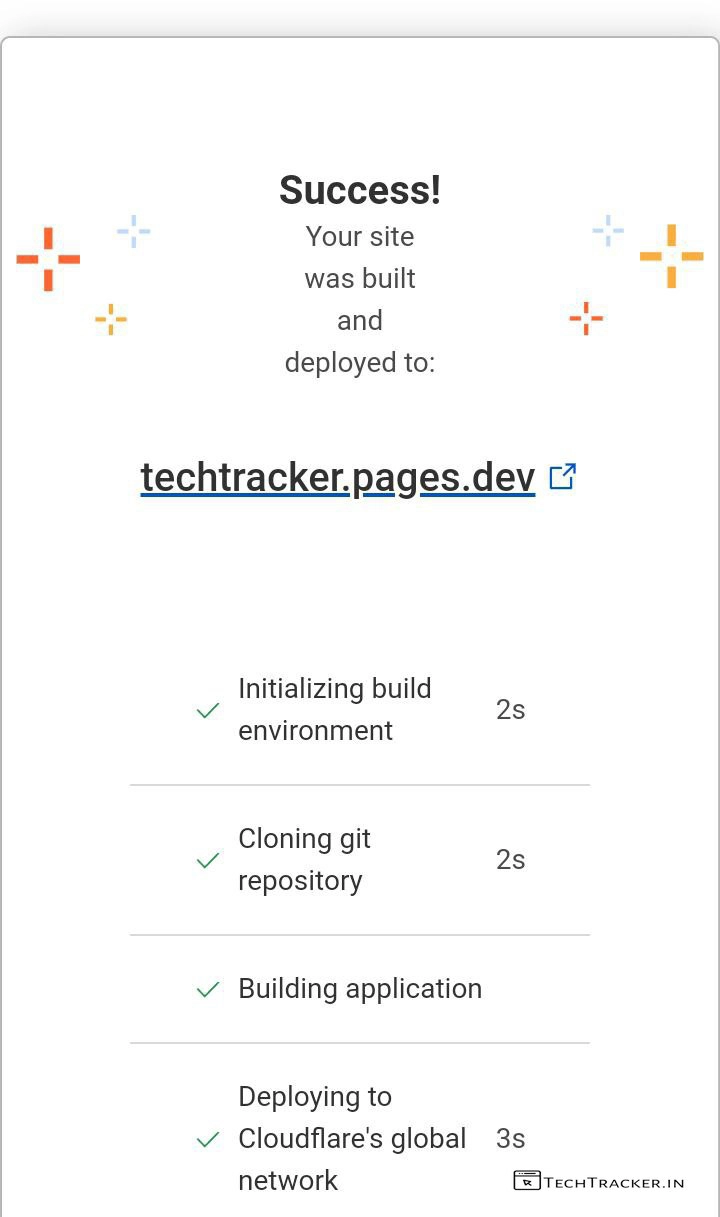 Success!
Your site
was built
and
deployed to:
techtracker.pages.dev
Initializing build
environment
2s
Cloning git
repository
2s
Building application
Deploying to
Cloudflare's global
network
3s
TECHTRACKER.IN